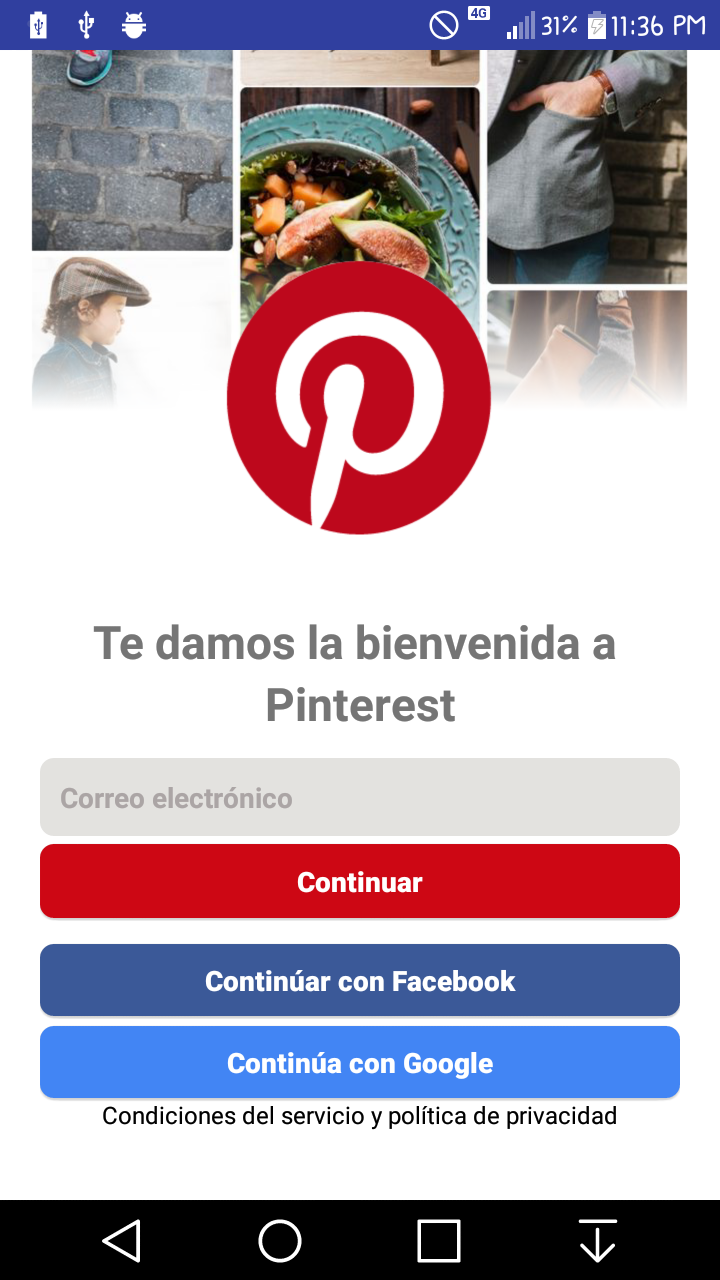 4G 31% 11:36 PM
Te damos la bienvenida a
Pinterest
Correo electrónico
Continuar
Continúar con Facebook
Continúa con Google
Condiciones del servicio y política de privacidad